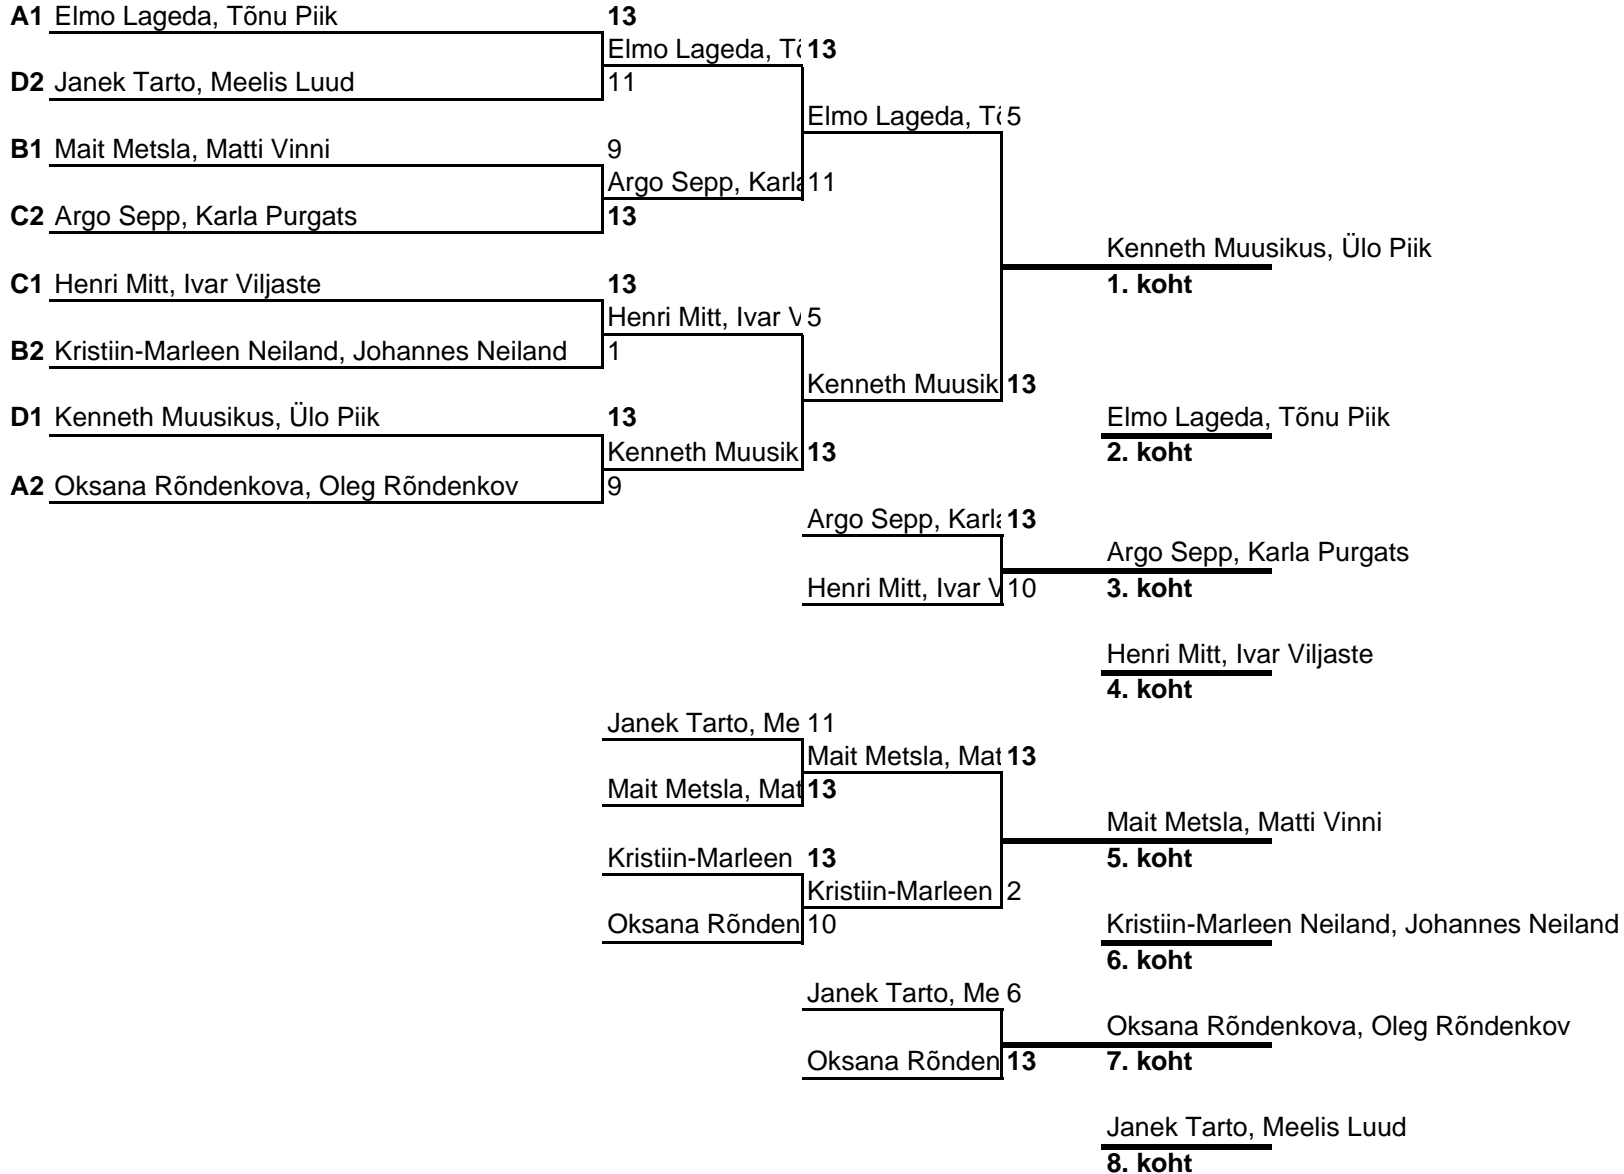 A1 Elmo Lageda, Tõnu Piik 13
Elmo Lageda, Tõ 13
D2 Janek Tarto, Meelis Luud 11
Elmo Lageda, Tõ 5
B1 Mait Metsla, Matti Vinni 9
Argo Sepp, Karla 11
C2 Argo Sepp, Karla Purgats 13
Kenneth Muusikus, Ülo Piik
C1 Henri Mitt, Ivar Viljaste 13 1. koht
Henri Mitt, Ivar V 5
B2 Kristiin-Marleen Neiland, Johannes Neiland 1
Kenneth Muusik 13
D1 Kenneth Muusikus, Ülo Piik 13 Elmo Lageda, Tõnu Piik
Kenneth Muusik 13 2. koht
A2 Oksana Rõndenkova, Oleg Rõndenkov 9
Argo Sepp, Karla 13
Argo Sepp, Karla Purgats
Henri Mitt, Ivar V 10 3. koht
Henri Mitt, Ivar Viljaste
4. koht
Janek Tarto, Me 11
Mait Metsla, Mat 13
Mait Metsla, Mat 13
Mait Metsla, Matti Vinni
Kristiin-Marleen 13 5. koht
Kristiin-Marleen 2
Oksana Rõnden 10 Kristiin-Marleen Neiland, Johannes Neiland
6. koht
Janek Tarto, Me 6
Oksana Rõndenkova, Oleg Rõndenkov
Oksana Rõnden 13 7. koht
Janek Tarto, Meelis Luud
8. koht